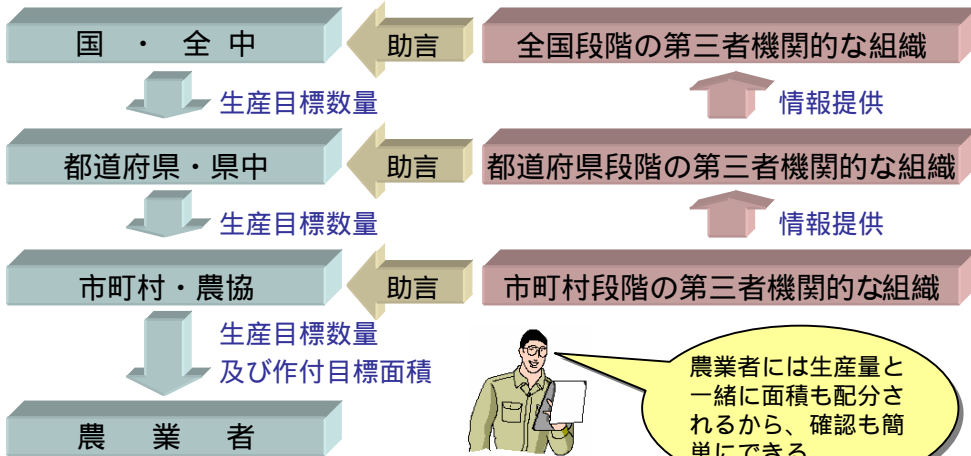 国 ・ 全 中
助言
全国段階の第三者機関的な組織
生産目標数量
情報提供
都道府県・県中
助言
都道府県段階の第三者機関的な組織
生産目標数量
情報提供
市町村・農協
助言
市町村段階の第三者機関的な組織
生産目標数量
及び作付目標面積
農業者には生産量と
一緒に面積も配分さ
れるから、確認も簡
単にできる
農 業 者